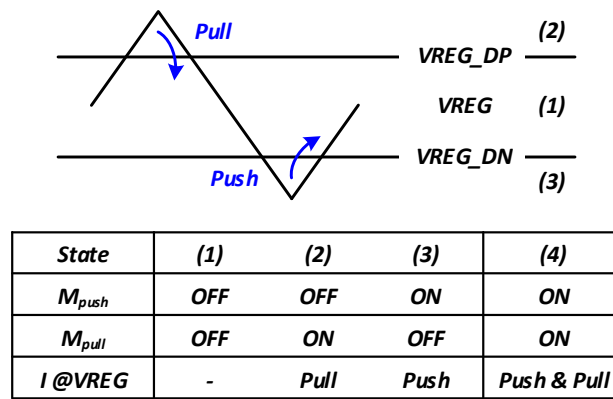 Pull
(2)
VREG_DP
VREG (1)
VREG_DN
Push
(3)
State (1) (2) (3) (4)
Mpush OFF OFF ON ON
Mpull OFF ON OFF ON
I @VREG - Pull Push Push & Pull